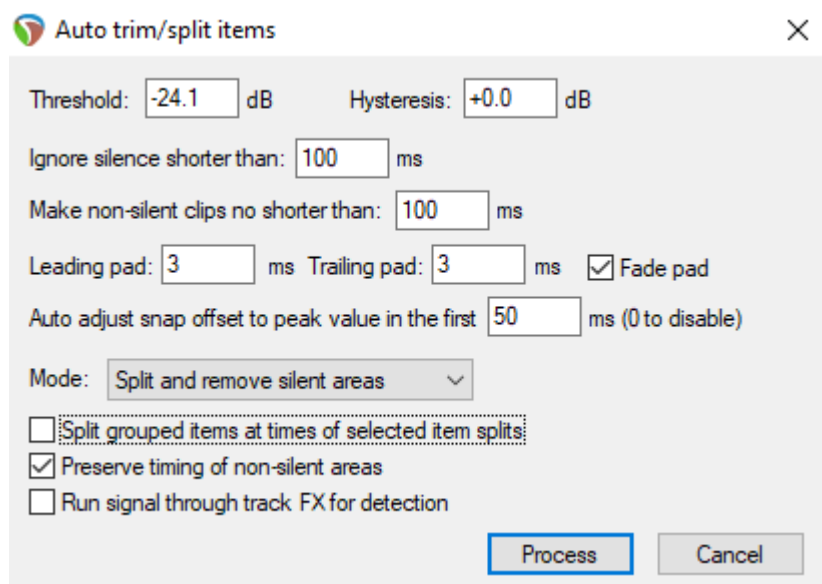 Auto trim/split items
Threshold: -24.1 dB Hysteresis: +0.0 dB
Ignore silence shorter than: 100 ms
Make non-silent clips no shorter than: 100 ms
Leading pad: 3 ms Trailing pad: 3 ms Fade pad
Auto adjust snap offset to peak value in the first 50 ms (0 to disable)
Mode: Split and remove silent areas
Split grouped items at times of selected item splits
Preserve timing of non-silent areas
Run signal through track FX for detection
Process Cancel